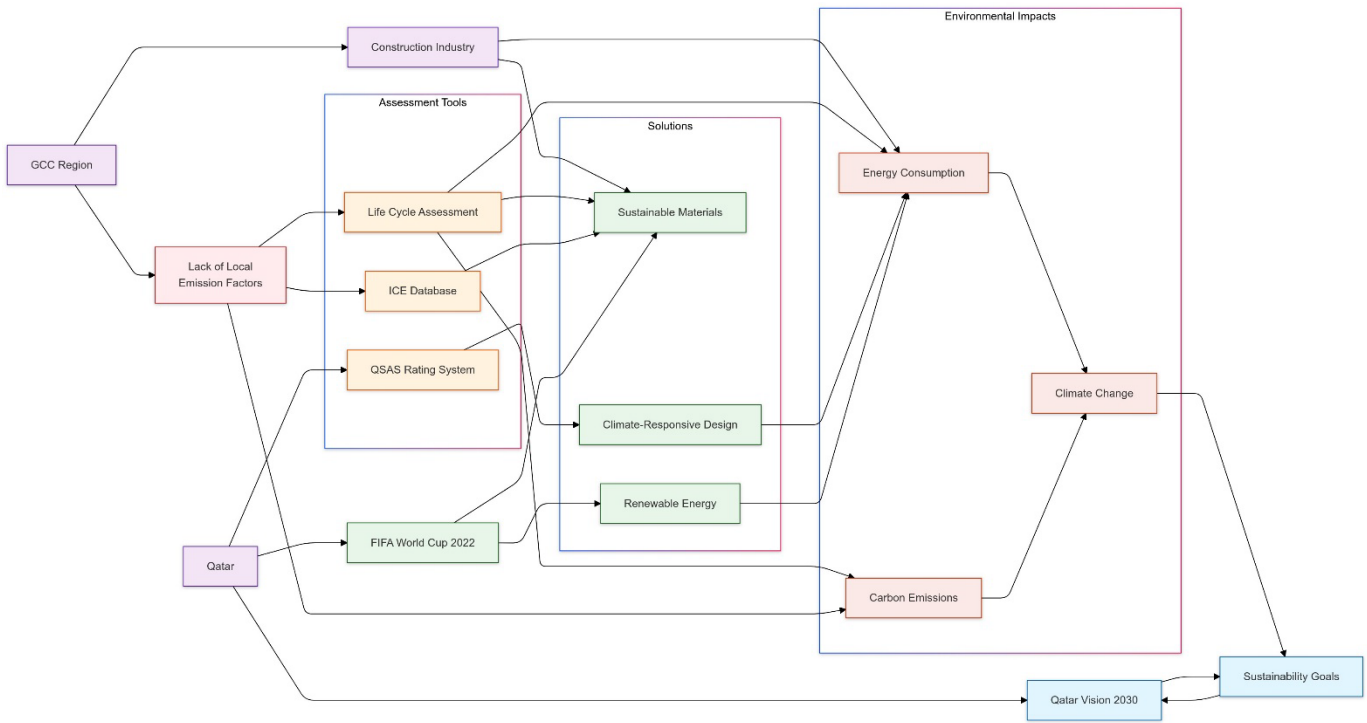 Environmental Impacts
Construction Industry
Assessment Tools
Solutions
GCC Region
Energy Consumption
Life Cycle Assessment
Sustainable Materials
Lack of Local
Emission Factors
ICE Database
QSAS Rating System
Climate Change
Climate-Responsive Design
Renewable Energy
FIFA World Cup 2022
Qatar
Carbon Emissions
Sustainability Goals
Qatar Vision 2030